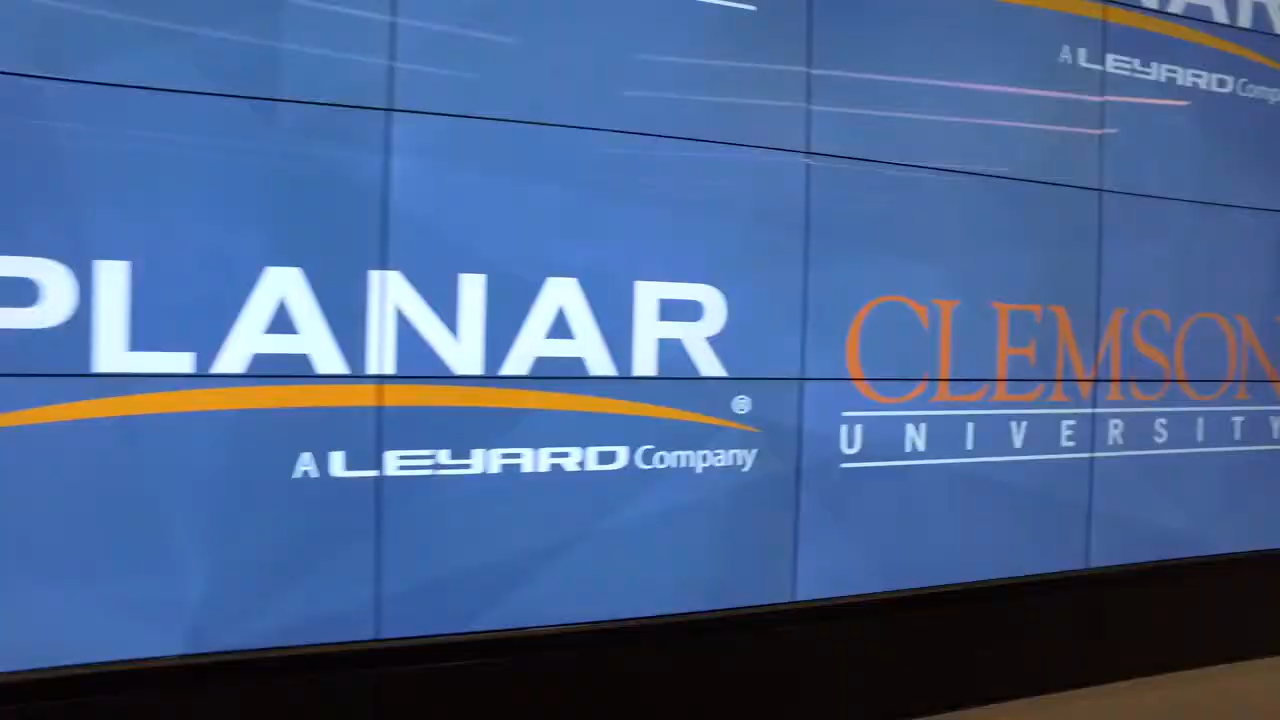 A LEYARD
PLANAR
®
A LEYARD Company
CLEMSON
UNIVERSITY